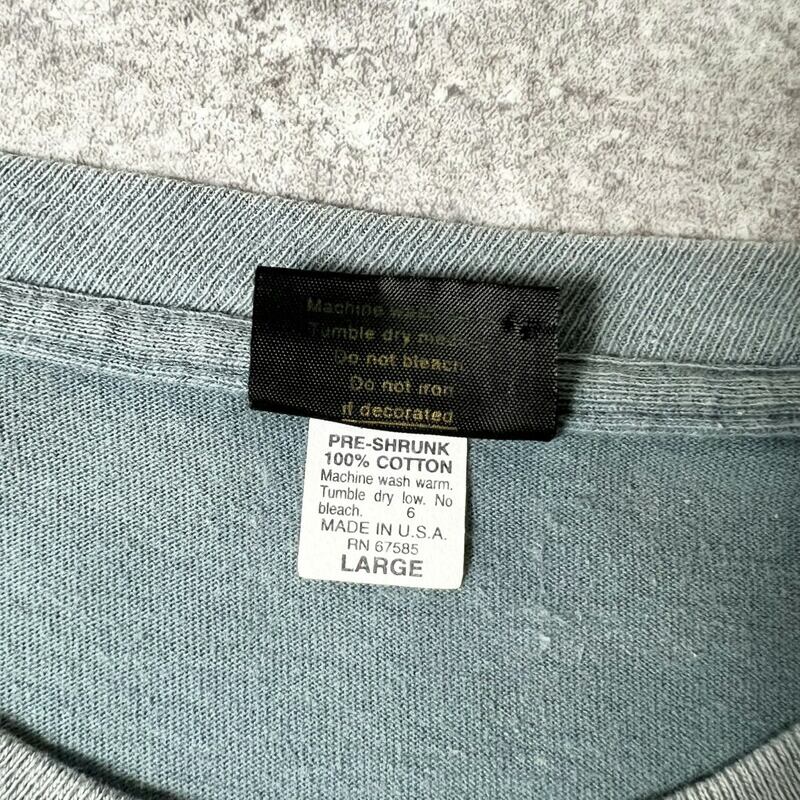 Machine wash
Tumble dry
Do not bleach
Do not iron
if decorated
PRE-SHRUNK
100% COTTON
Machine wash warm.
Tumble dry low. No
bleach. 6
MADE IN U.S.A.
RN 67585
LARGE